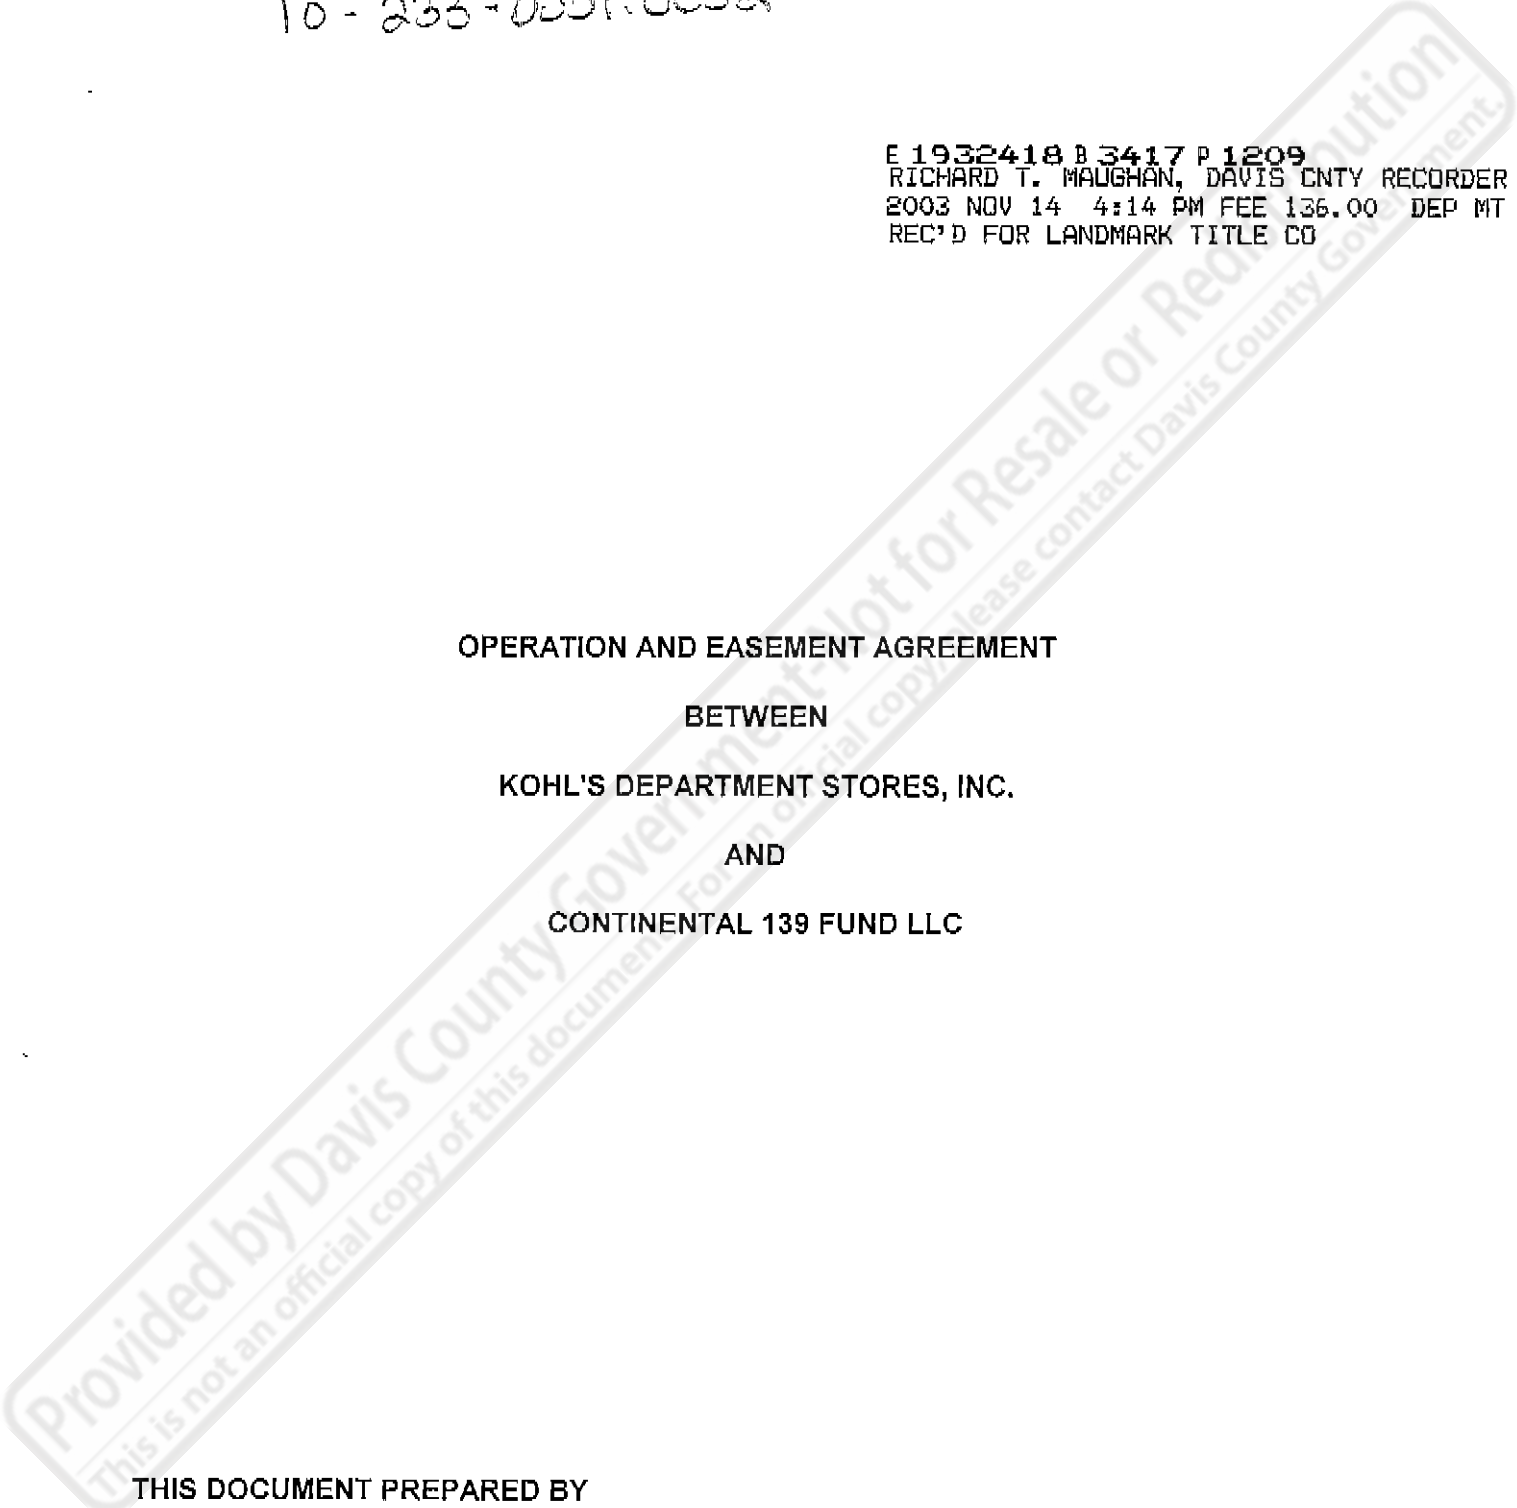 10 - 233 -
E 1932418 B 3417 P 1209
RICHARD T. MAUGHAN, DAVIS CNTY RECORDER
2003 NOV 14 4:14 PM FEE 136.00 DEP MT
REC'D FOR LANDMARK TITLE CO
OPERATION AND EASEMENT AGREEMENT
BETWEEN
KOHL'S DEPARTMENT STORES, INC.
AND
CONTINENTAL 139 FUND LLC
THIS DOCUMENT PREPARED BY
Provided by Davis County Government-Not for Resale or Redistribution
This is not an official copy of this document. For an official copy, please contact Davis County Government.